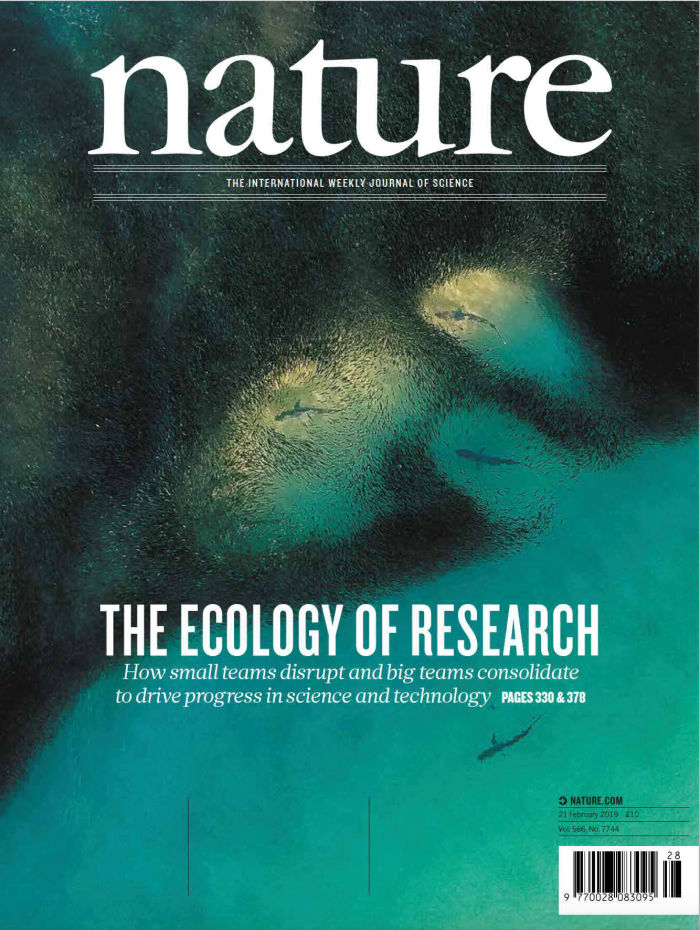 nature
THE INTERNATIONAL WEEKLY JOURNAL OF SCIENCE
THE ECOLOGY OF RESEARCH
How small teams disrupt and big teams consolidate
to drive progress in science and technology PAGES 330 & 378
NATURE.COM
21 February 2019 £10
Vol. 566, No. 7744
28
9 770028 083095